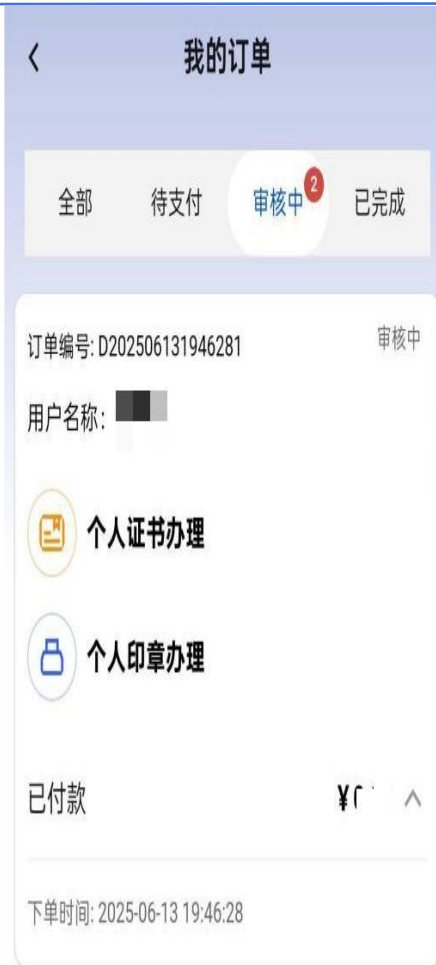 我的订单
全部 待支付 审核中 2 已完成
订单编号: D202506131946281 审核中
用户名称:
个人证书办理
个人印章办理
已付款 ¥
下单时间: 2025-06-13 19:46:28